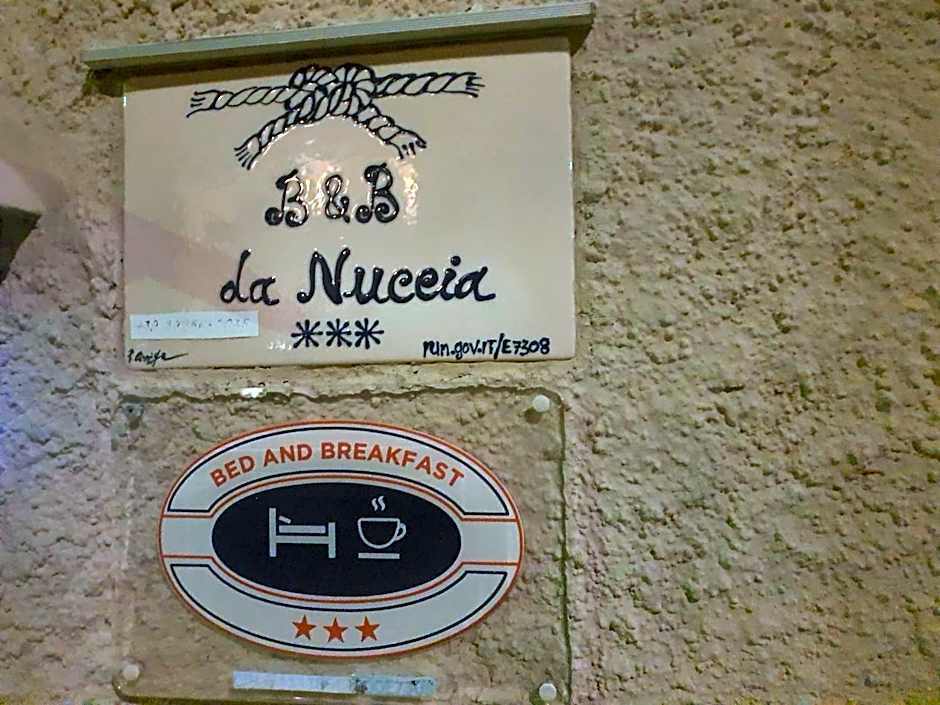 B & B
da Nuccia
***
run.gov.IT/E7308
BED AND BREAKFAST